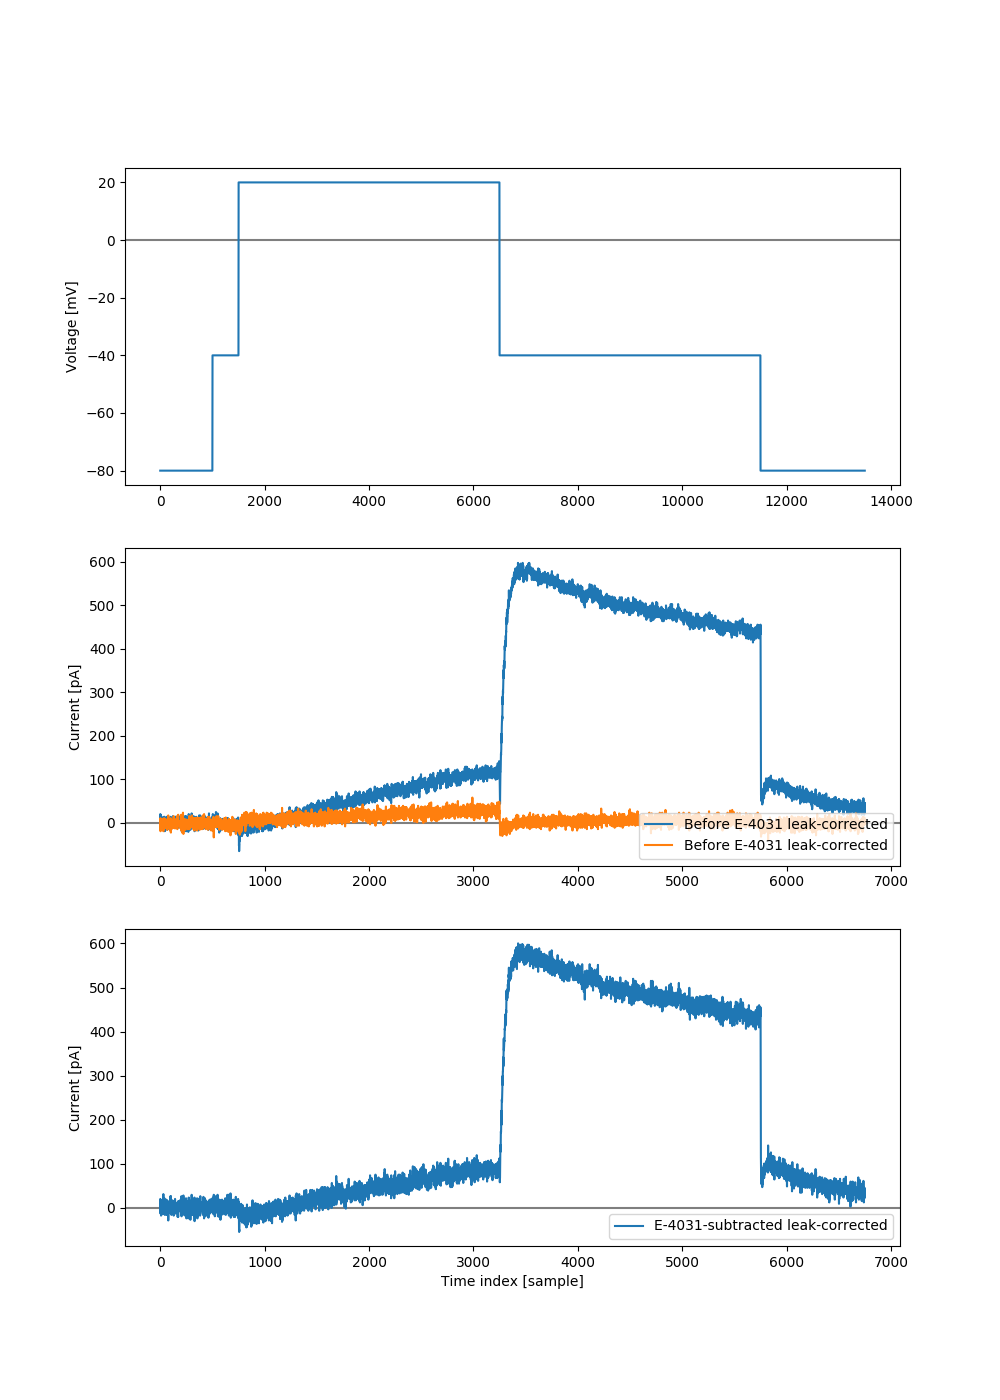 20
0
−20
−40
−60
−80
Voltage [mV]
0 2000 4000 6000 8000 10000 12000 14000
600
500
400
300
200
100
0
Current [pA]
Before E-4031 leak-corrected
Before E-4031 leak-corrected
0 1000 2000 3000 4000 5000 6000 7000
600
500
400
300
200
100
0
Current [pA]
E-4031-subtracted leak-corrected
0 1000 2000 3000 4000 5000 6000 7000
Time index [sample]